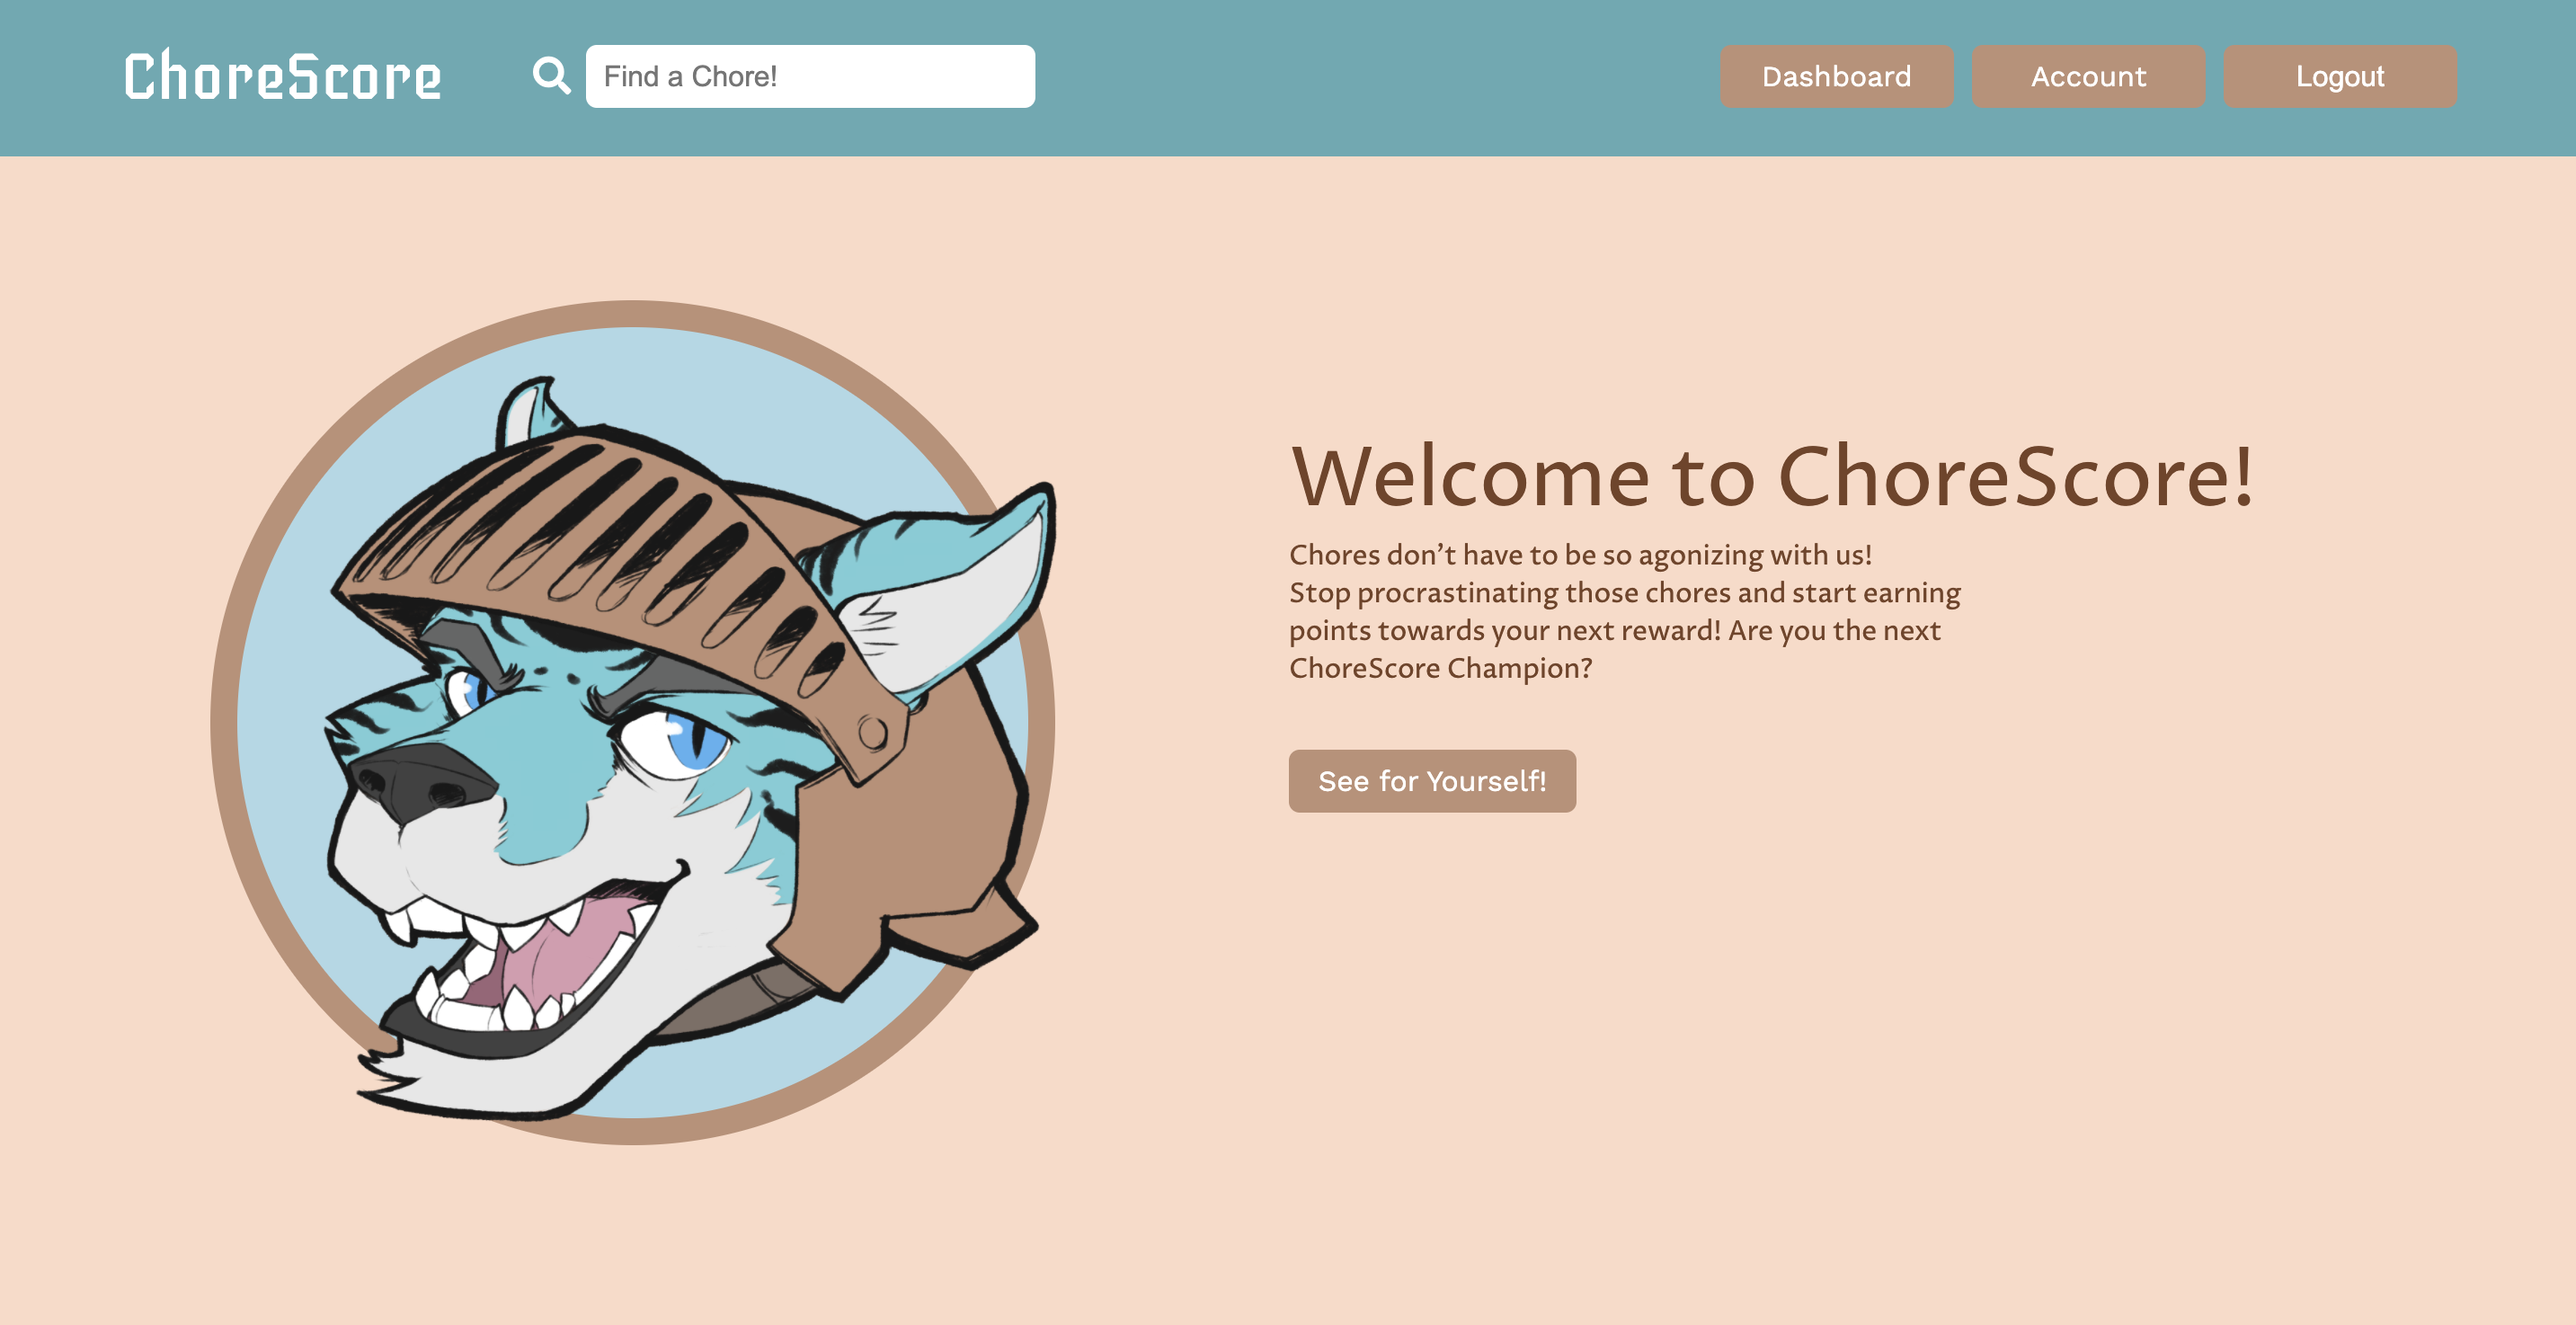 ChoreScore
Find a Chore!
Dashboard
Account
Logout
Welcome to ChoreScore!
Chores don’t have to be so agonizing with us!
Stop procrastinating those chores and start earning
points towards your next reward! Are you the next
ChoreScore Champion?
See for Yourself!